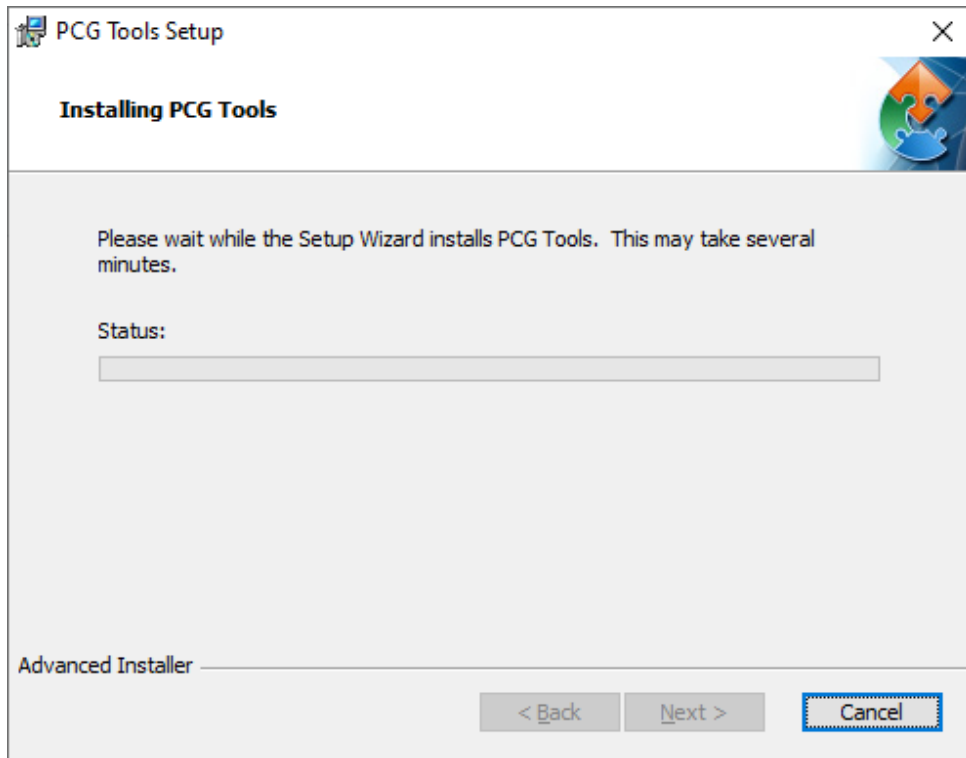 PCG Tools Setup
Installing PCG Tools
Please wait while the Setup Wizard installs PCG Tools.  This may take several
minutes.
Status:
Advanced Installer
< Back
Next >
Cancel